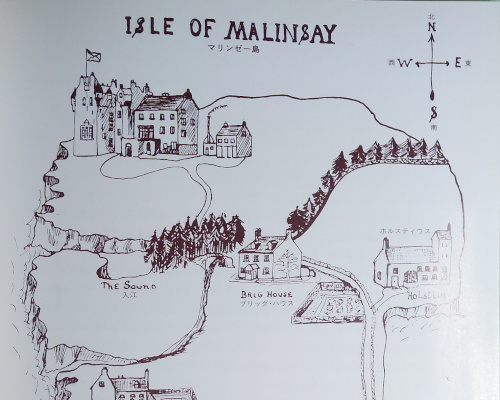 ISLE OF MALINSAY
マリンゼー島
北
N
西 W E 東
S
南
ホルスティウス
THE SOUND
入江
BRIG HOUSE
ブリッグ・ハウス